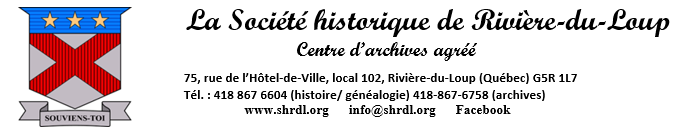 La Société historique de Rivière-du-Loup
Centre d'archives agréé
75, rue de l'Hôtel-de-Ville, local 102, Rivière-du-Loup (Québec) G5R 1L7
Tél. : 418 867 6604 (histoire/ généalogie) 418-867-6758 (archives)
www.shrdl.org info@shrdl.org Facebook
SOUVIENS-TOI